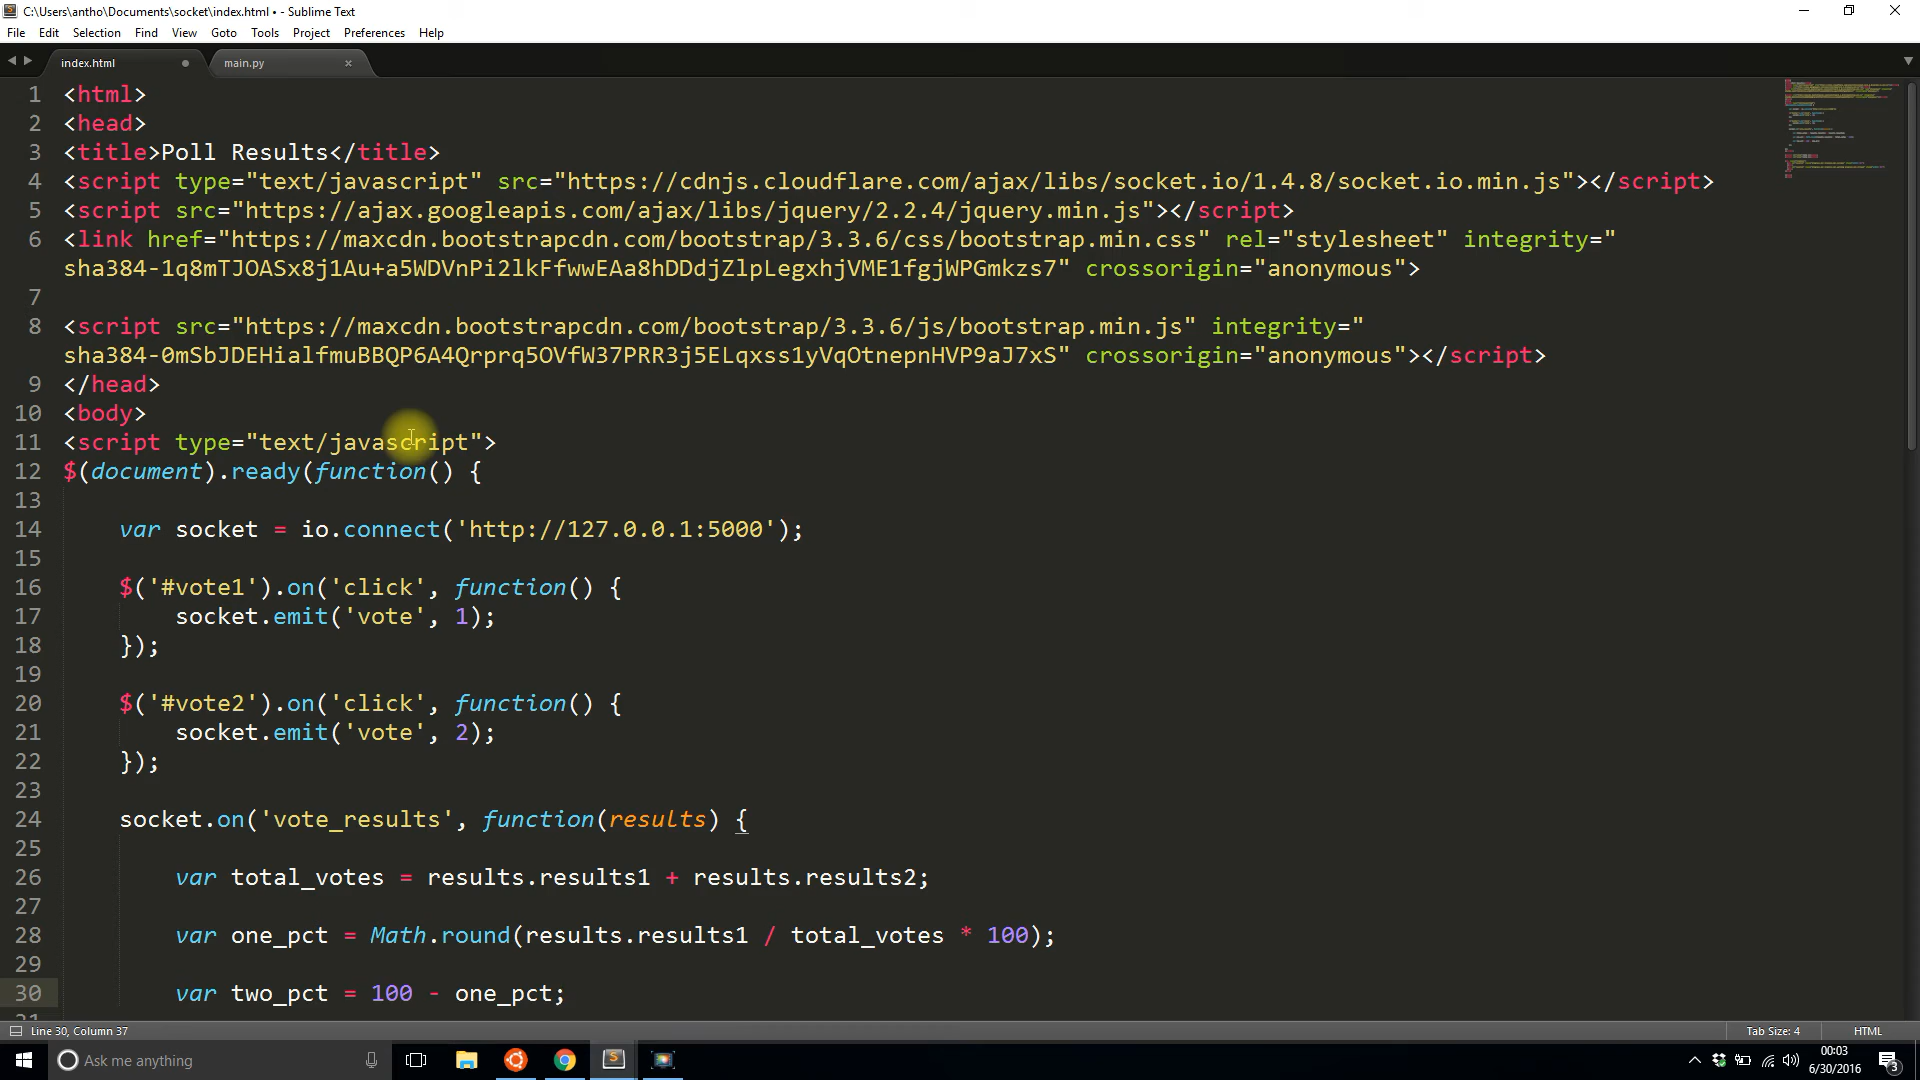 C:\Users\antho\Documents\socket\index.html • - Sublime Text
File Edit Selection Find View Goto Tools Project Preferences Help
index.html main.py
1 <html>
2 <head>
3 <title>Poll Results</title>
4 <script type="text/javascript" src="https://cdnjs.cloudflare.com/ajax/libs/socket.io/1.4.8/socket.io.min.js"></script>
5 <script src="https://ajax.googleapis.com/ajax/libs/jquery/2.2.4/jquery.min.js"></script>
6 <link href="https://maxcdn.bootstrapcdn.com/bootstrap/3.3.6/css/bootstrap.min.css" rel="stylesheet" integrity="
sha384-1q8mTJOASx8j1Au+a5WDVnPi2lkFfwwEAa8hDDdjZlpLegxhjVME1fgjWPGmkzs7" crossorigin="anonymous">
7
8 <script src="https://maxcdn.bootstrapcdn.com/bootstrap/3.3.6/js/bootstrap.min.js" integrity="
sha384-0mSbJDEHialfmuBBQP6A4Qrprq5OVfW37PRR3j5ELqxss1yVqOtnepnHVP9aJ7xS" crossorigin="anonymous"></script>
9 </head>
10 <body>
11 <script type="text/javascript">
12 $(document).ready(function() {
13
14 var socket = io.connect('http://127.0.0.1:5000');
15
16 $('#vote1').on('click', function() {
17 socket.emit('vote', 1);
18 });
19
20 $('#vote2').on('click', function() {
21 socket.emit('vote', 2);
22 });
23
24 socket.on('vote_results', function(results) {
25
26 var total_votes = results.results1 + results.results2;
27
28 var one_pct = Math.round(results.results1 / total_votes * 100);
29
30 var two_pct = 100 - one_pct;
31
Line 30, Column 37 Tab Size: 4 HTML
Ask me anything
00:03
6/30/2016
3